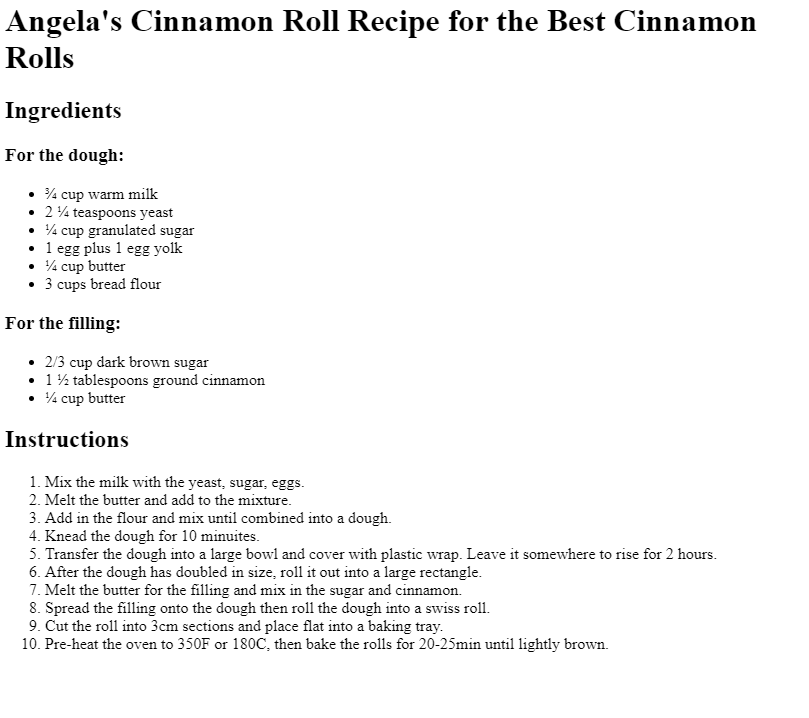 Angela's Cinnamon Roll Recipe for the Best Cinnamon
Rolls
Ingredients
For the dough:
• ¾ cup warm milk
• 2 ¼ teaspoons yeast
• ¼ cup granulated sugar
• 1 egg plus 1 egg yolk
• ¼ cup butter
• 3 cups bread flour
For the filling:
• 2/3 cup dark brown sugar
• 1 ½ tablespoons ground cinnamon
• ¼ cup butter
Instructions
1. Mix the milk with the yeast, sugar, eggs.
2. Melt the butter and add to the mixture.
3. Add in the flour and mix until combined into a dough.
4. Knead the dough for 10 minuites.
5. Transfer the dough into a large bowl and cover with plastic wrap. Leave it somewhere to rise for 2 hours.
6. After the dough has doubled in size, roll it out into a large rectangle.
7. Melt the butter for the filling and mix in the sugar and cinnamon.
8. Spread the filling onto the dough then roll the dough into a swiss roll.
9. Cut the roll into 3cm sections and place flat into a baking tray.
10. Pre-heat the oven to 350F or 180C, then bake the rolls for 20-25min until lightly brown.